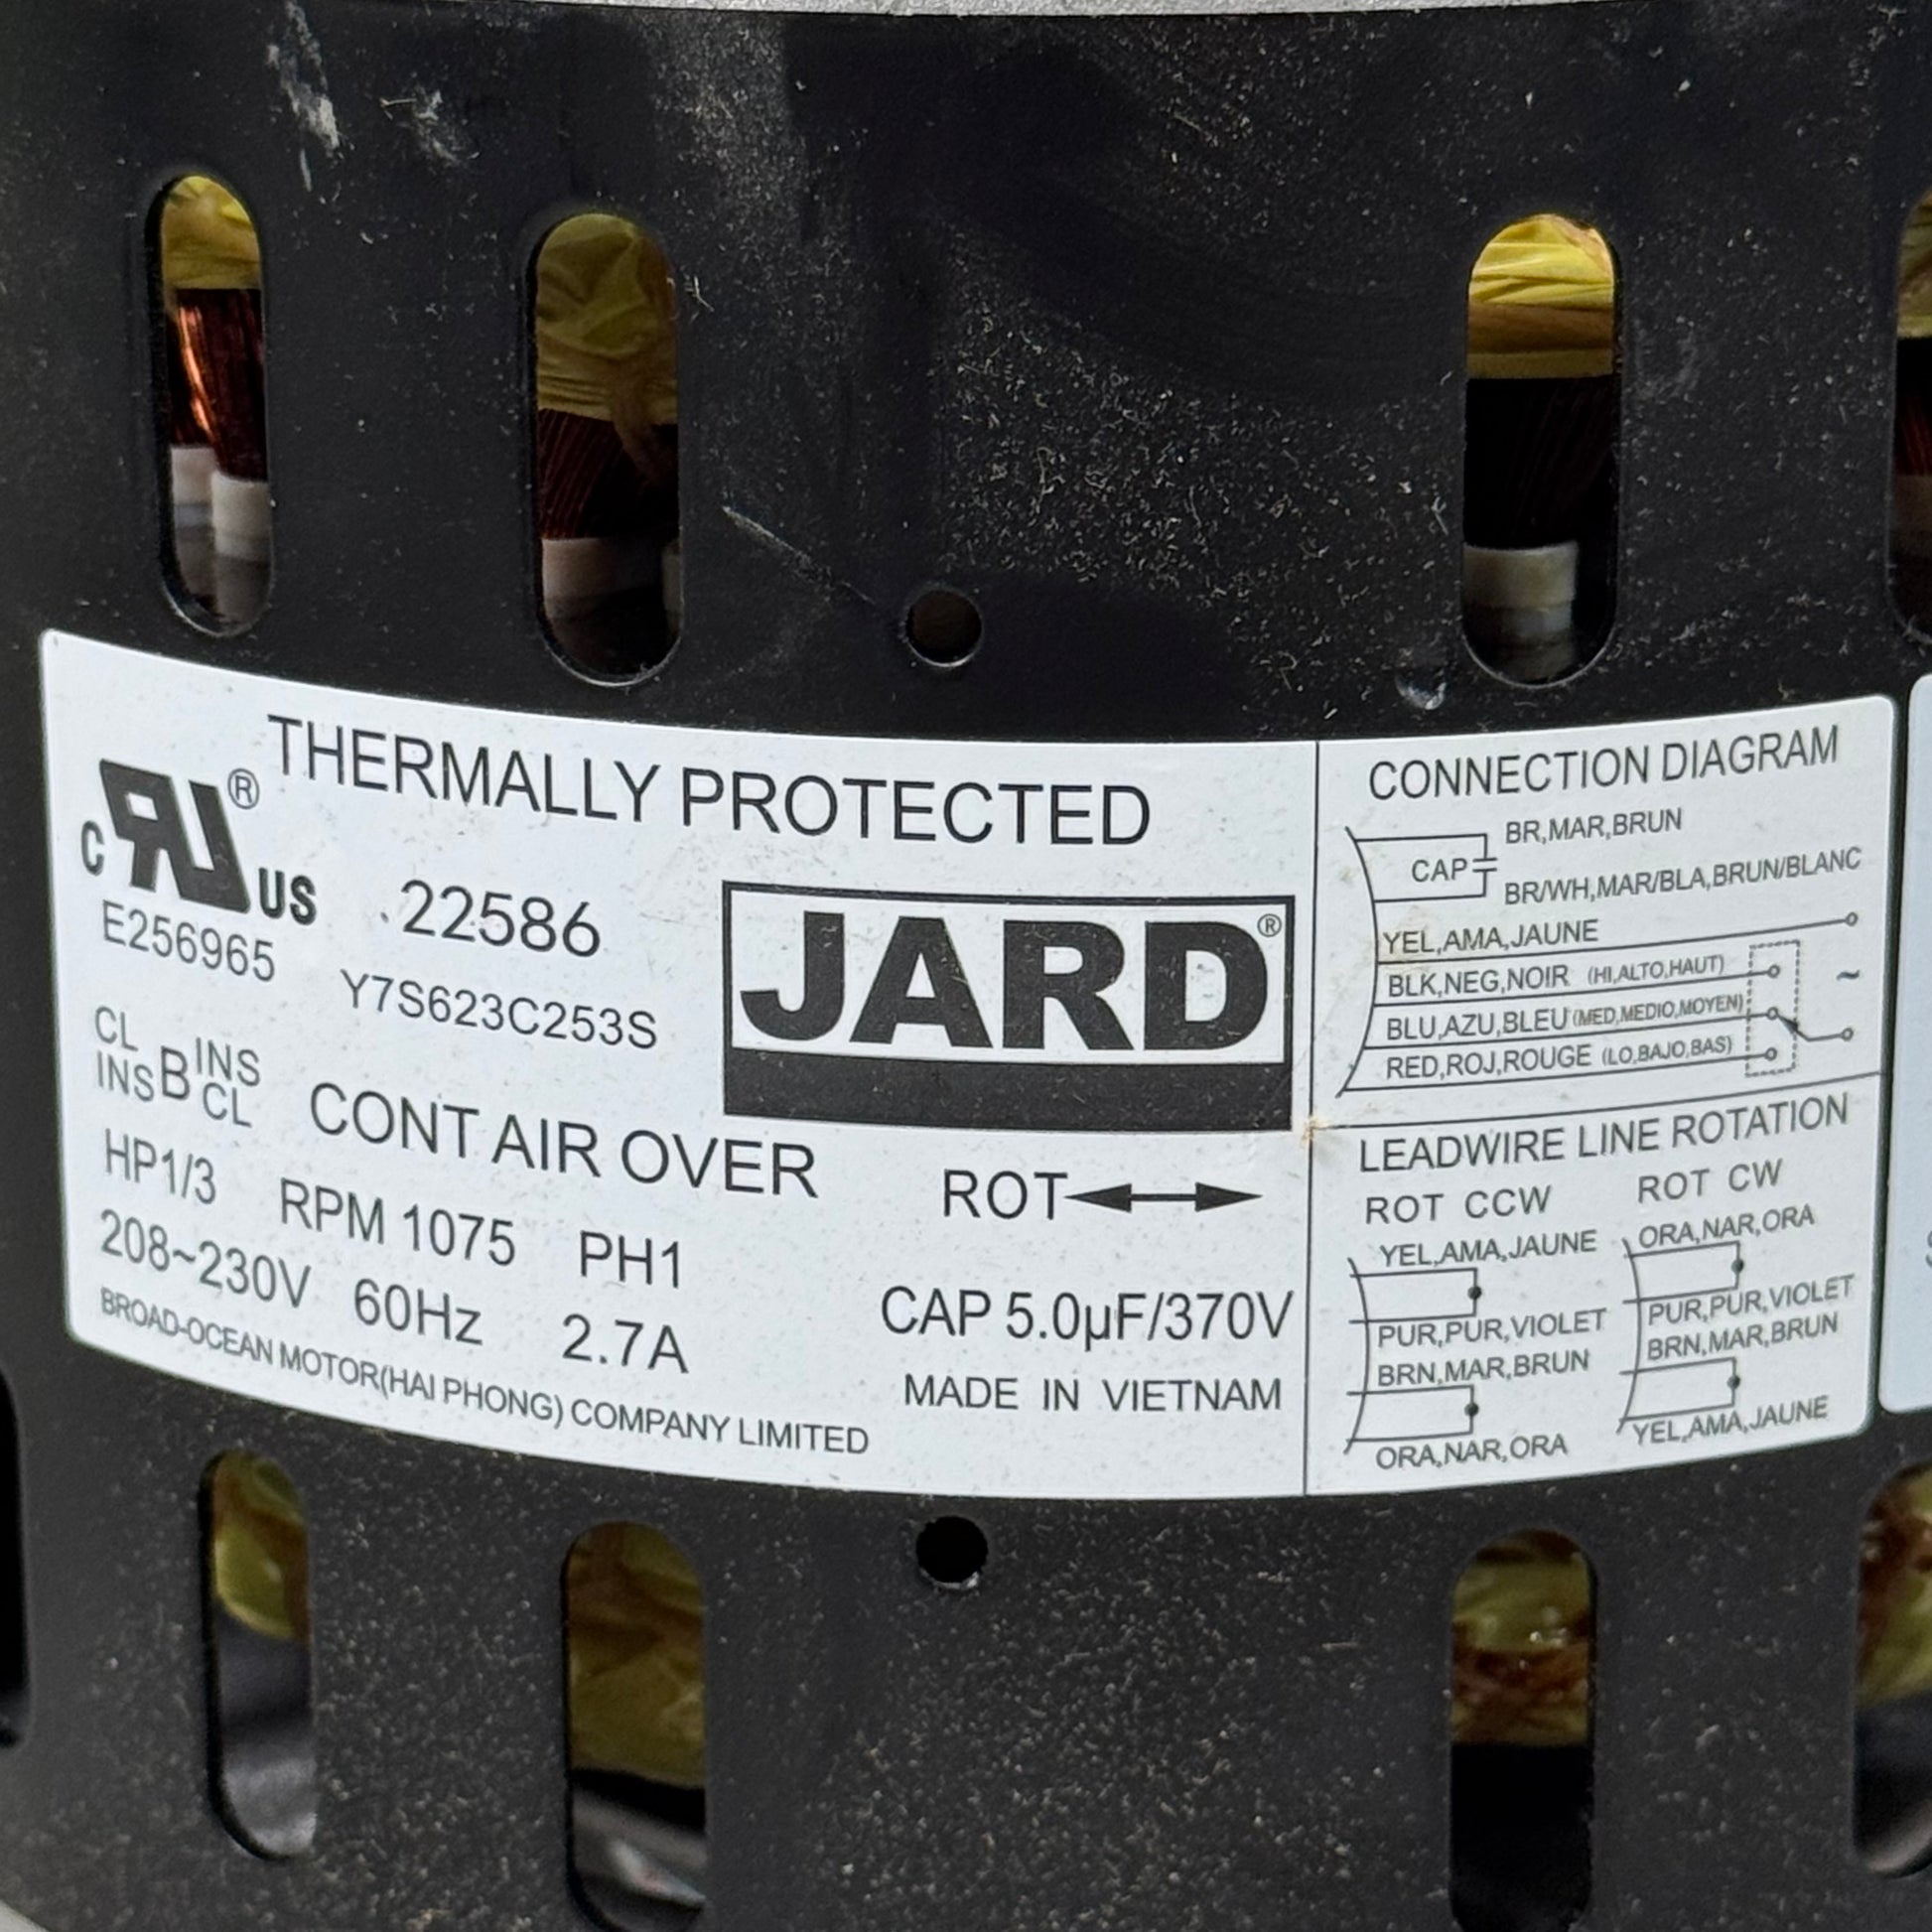 THERMALLY PROTECTED
C RU® US
E256965
22586
Y7S623C253S
JARD®
CL INS
INS B CL
CONT AIR OVER
HP1/3 RPM 1075 PH1
208~230V 60Hz 2.7A
BROAD-OCEAN MOTOR(HAI PHONG) COMPANY LIMITED
ROT
CAP 5.0µF/370V
MADE IN VIETNAM
CONNECTION DIAGRAM
BR,MAR,BRUN
CAP
BR/WH,MAR/BLA,BRUN/BLANC
YEL,AMA,JAUNE
BLK,NEG,NOIR (HI,ALTO,HAUT)
~
BLU,AZU,BLEU (MED,MEDIO,MOYEN)
RED,ROJ,ROUGE (LO,BAJO,BAS)
LEADWIRE LINE ROTATION
ROT CCW
YEL,AMA,JAUNE
PUR,PUR,VIOLET
BRN,MAR,BRUN
ORA,NAR,ORA
ROT CW
ORA,NAR,ORA
PUR,PUR,VIOLET
BRN,MAR,BRUN
YEL,AMA,JAUNE